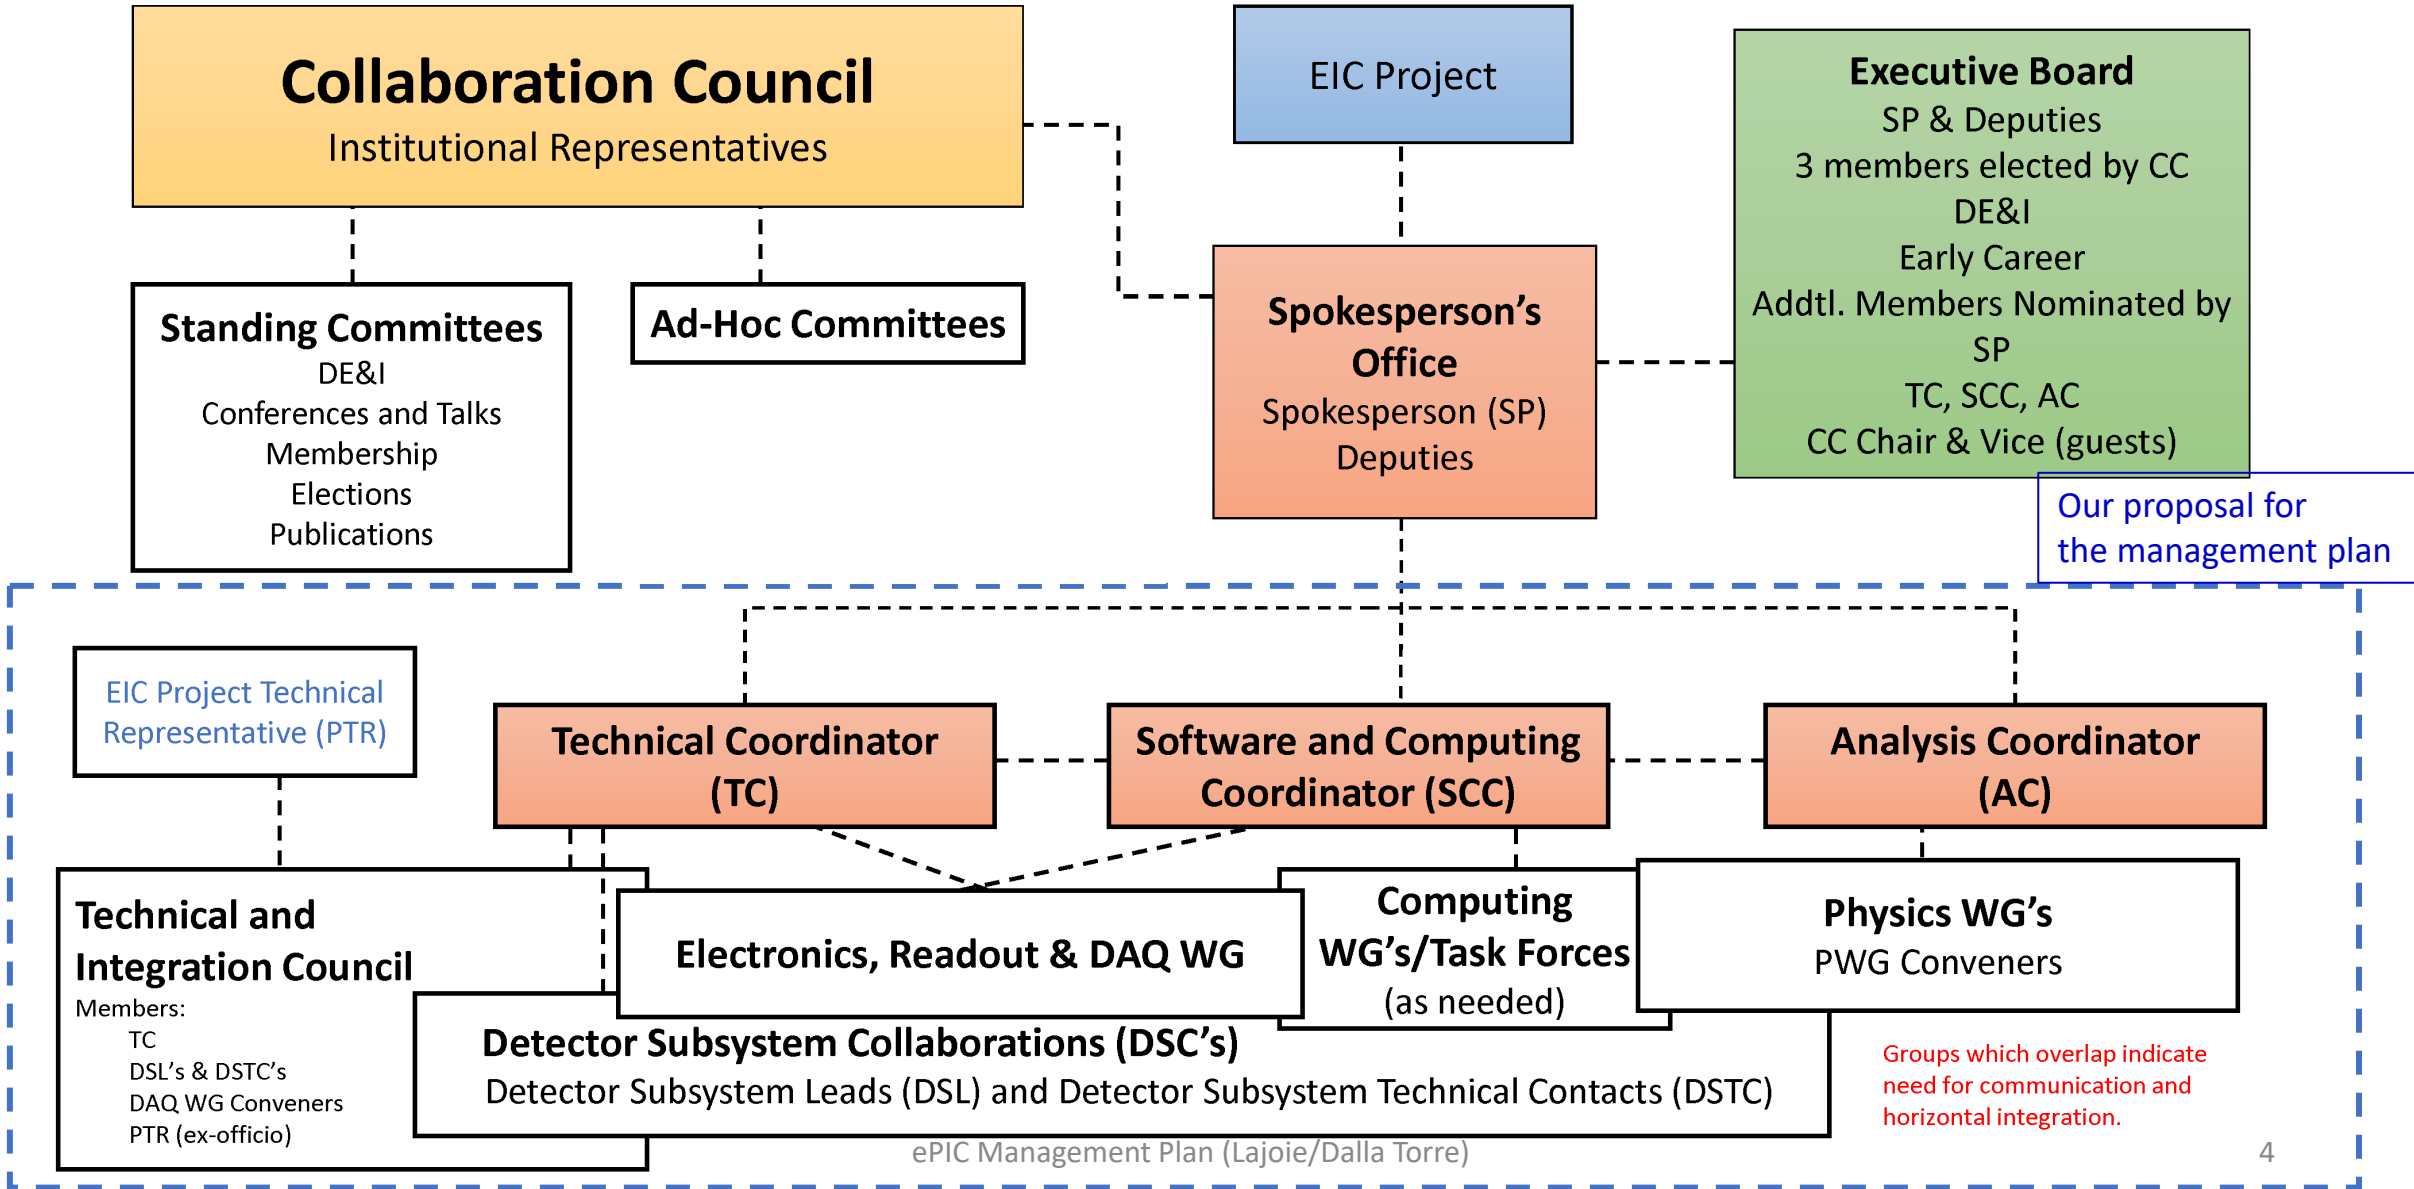 Collaboration Council
Institutional Representatives
EIC Project
Executive Board
SP & Deputies
3 members elected by CC
DE&I
Early Career
Addtl. Members Nominated by
SP
TC, SCC, AC
CC Chair & Vice (guests)
Standing Committees
DE&I
Conferences and Talks
Membership
Elections
Publications
Ad-Hoc Committees
Spokesperson’s
Office
Spokesperson (SP)
Deputies
Our proposal for
the management plan
EIC Project Technical
Representative (PTR)
Technical Coordinator
(TC)
Software and Computing
Coordinator (SCC)
Analysis Coordinator
(AC)
Technical and
Integration Council
Members:
TC
DSL’s & DSTC’s
DAQ WG Conveners
PTR (ex-officio)
Electronics, Readout & DAQ WG
Computing
WG’s/Task Forces
(as needed)
Physics WG’s
PWG Conveners
Detector Subsystem Collaborations (DSC’s)
Detector Subsystem Leads (DSL) and Detector Subsystem Technical Contacts (DSTC)
Groups which overlap indicate
need for communication and
horizontal integration.
ePIC Management Plan (Lajoie/Dalla Torre)
4